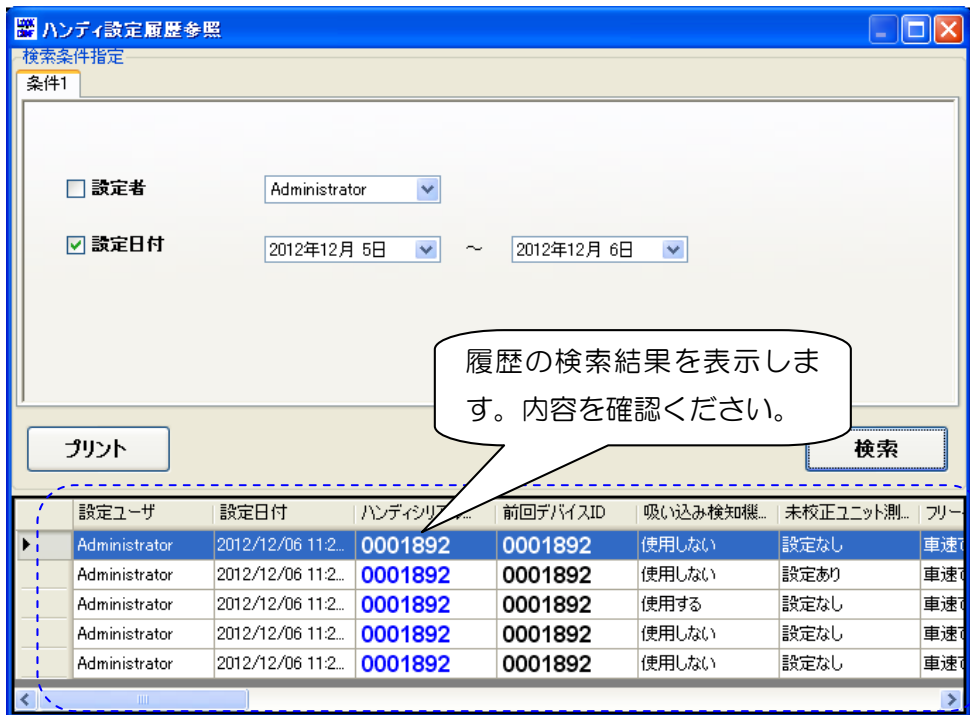 ハンディ設定履歴参照
検索条件指定
条件1
設定者 Administrator
設定日付 2012年12月 5日 ～ 2012年12月 6日
履歴の検索結果を表示しま
す。内容を確認ください。
プリント 検索
設定ユーザ 設定日付 ハンディシリアル... 前回デバイスID 吸い込み検知機... 未校正ユニット測... フリー
Administrator 2012/12/06 11:2... 0001892 0001892 使用しない 設定なし 車速
Administrator 2012/12/06 11:2... 0001892 0001892 使用しない 設定あり 車速
Administrator 2012/12/06 11:2... 0001892 0001892 使用する 設定なし 車速
Administrator 2012/12/06 11:2... 0001892 0001892 使用しない 設定なし 車速
Administrator 2012/12/06 11:2... 0001892 0001892 使用しない 設定なし 車速